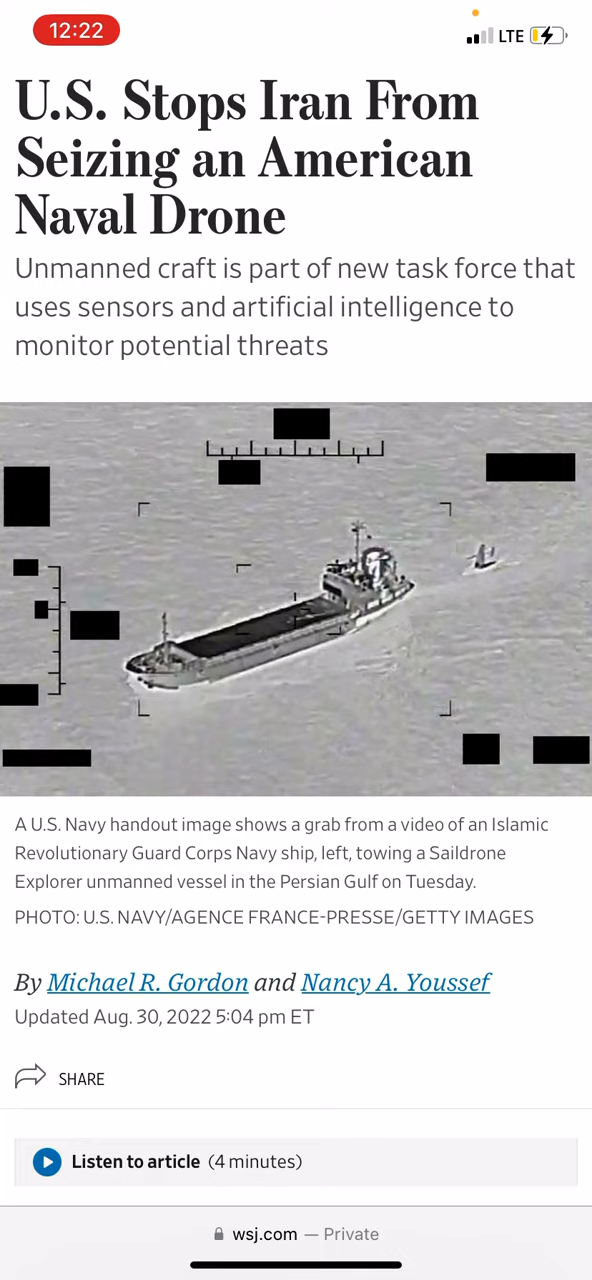 12:22
LTE
U.S. Stops Iran From
Seizing an American
Naval Drone
Unmanned craft is part of new task force that
uses sensors and artificial intelligence to
monitor potential threats
A U.S. Navy handout image shows a grab from a video of an Islamic
Revolutionary Guard Corps Navy ship, left, towing a Saildrone
Explorer unmanned vessel in the Persian Gulf on Tuesday.
PHOTO: U.S. NAVY/AGENCE FRANCE-PRESSE/GETTY IMAGES
By Michael R. Gordon and Nancy A. Youssef
Updated Aug. 30, 2022 5:04 pm ET
SHARE
Listen to article (4 minutes)
wsj.com — Private